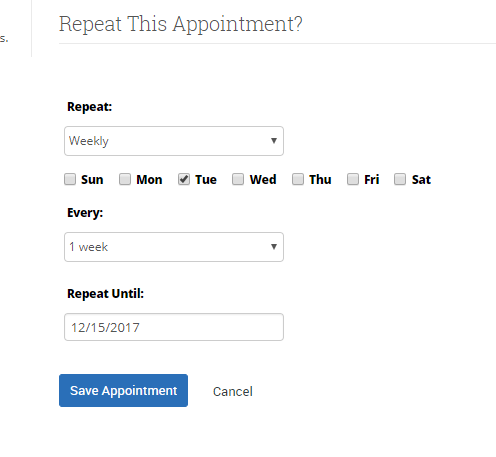 Repeat This Appointment?
s.
Repeat:
Weekly
Sun Mon Tue Wed Thu Fri Sat
Every:
1 week
Repeat Until:
12/15/2017
Save Appointment Cancel